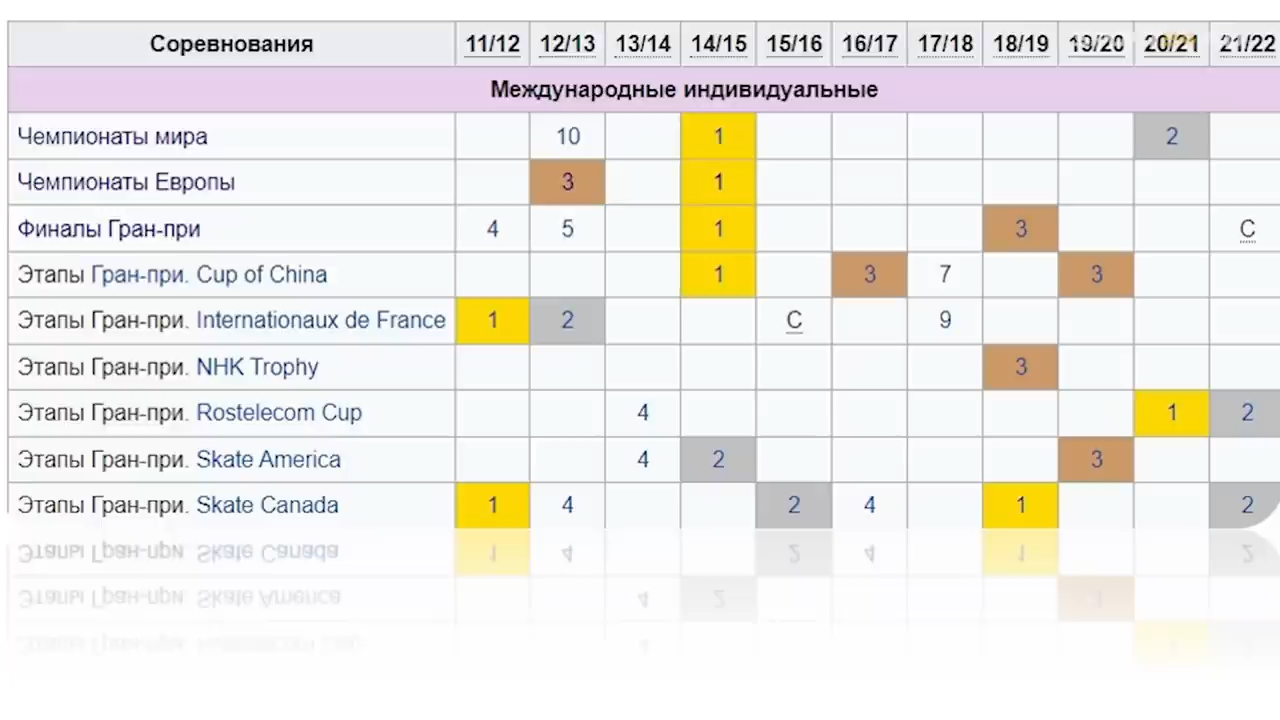 Соревнования 11/12 12/13 13/14 14/15 15/16 16/17 17/18 18/19 19/20 20/21 21/22
Международные индивидуальные
Чемпионаты мира 10 1 2
Чемпионаты Европы 3 1
Финалы Гран-при 4 5 1 3 C
Этапы Гран-при. Cup of China 1 3 7 3
Этапы Гран-при. Internationaux de France 1 2 C 9
Этапы Гран-при. NHK Trophy 3
Этапы Гран-при. Rostelecom Cup 4 1 2
Этапы Гран-при. Skate America 4 2 3
Этапы Гран-при. Skate Canada 1 4 2 4 1 2